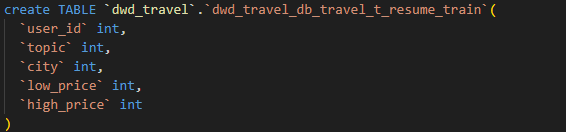 create TABLE `dwd_travel`.`dwd_travel_db_travel_t_resume_train`(
`user_id` int,
`topic` int,
`city` int,
`low_price` int,
`high_price` int
)